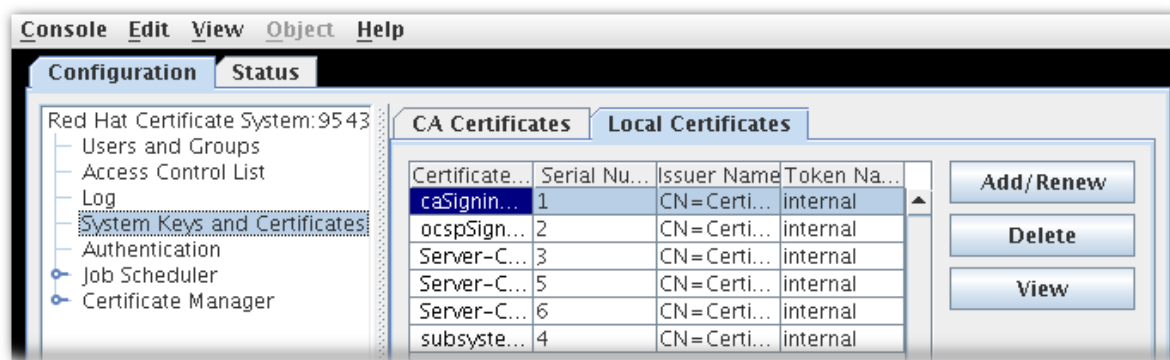 Console Edit View Object Help
Configuration Status
Red Hat Certificate System:9543
Users and Groups
Access Control List
Log
System Keys and Certificates
Authentication
Job Scheduler
Certificate Manager
CA Certificates Local Certificates
Certificate... Serial Nu... Issuer Name Token Na...
caSignin... 1 CN=Certi... internal
ocspSign... 2 CN=Certi... internal
Server-C... 3 CN=Certi... internal
Server-C... 5 CN=Certi... internal
Server-C... 6 CN=Certi... internal
subsyste... 4 CN=Certi... internal
Add/Renew
Delete
View